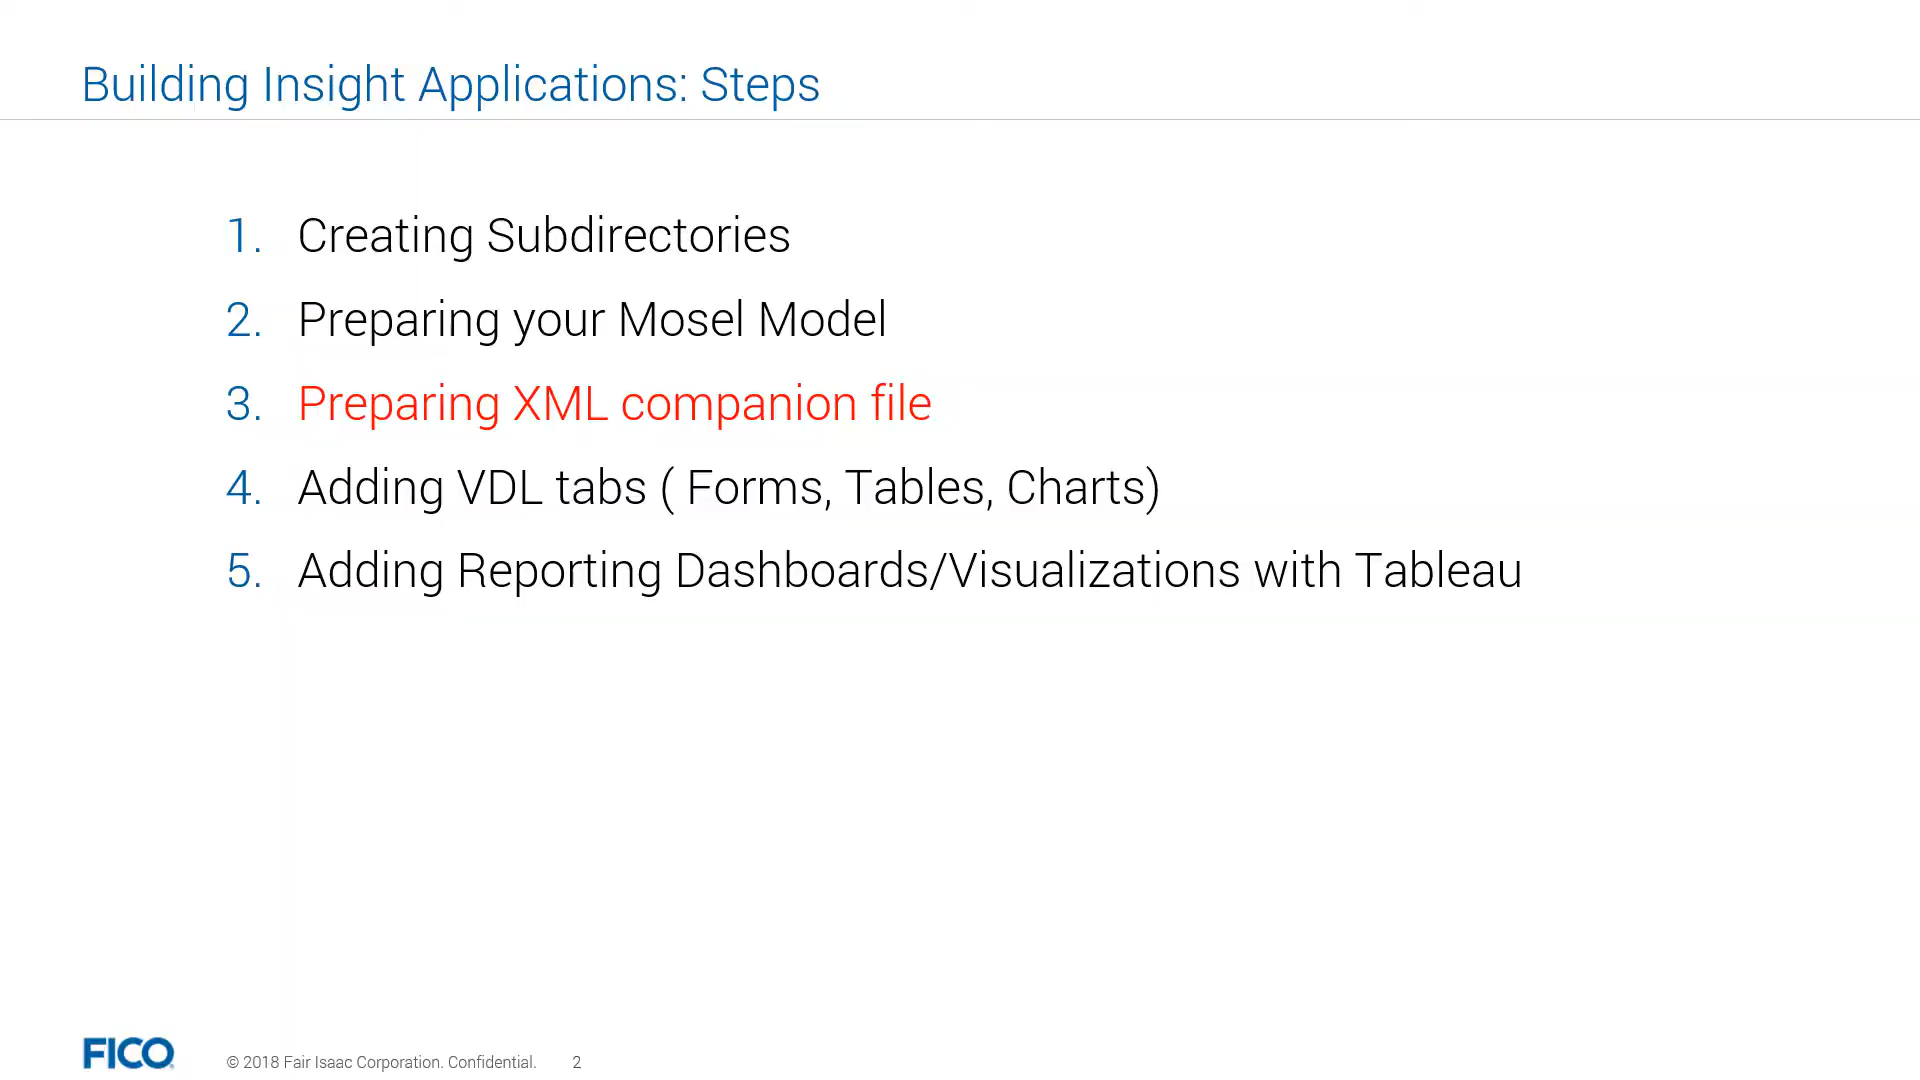 Building Insight Applications: Steps
1. Creating Subdirectories
2. Preparing your Mosel Model
3. Preparing XML companion file
4. Adding VDL tabs ( Forms, Tables, Charts)
5. Adding Reporting Dashboards/Visualizations with Tableau
FICO © 2018 Fair Isaac Corporation. Confidential. 2